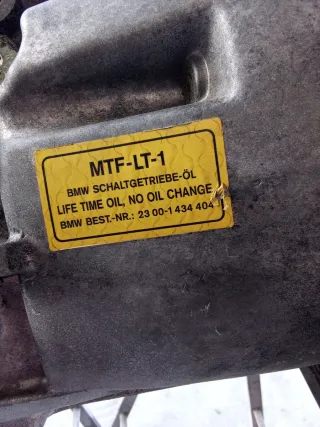 MTF-LT-1
BMW SCHALTGETRIEBE-ÖL
LIFE TIME OIL, NO OIL CHANGE
BMW BEST.-NR.: 23 00-1 434 404